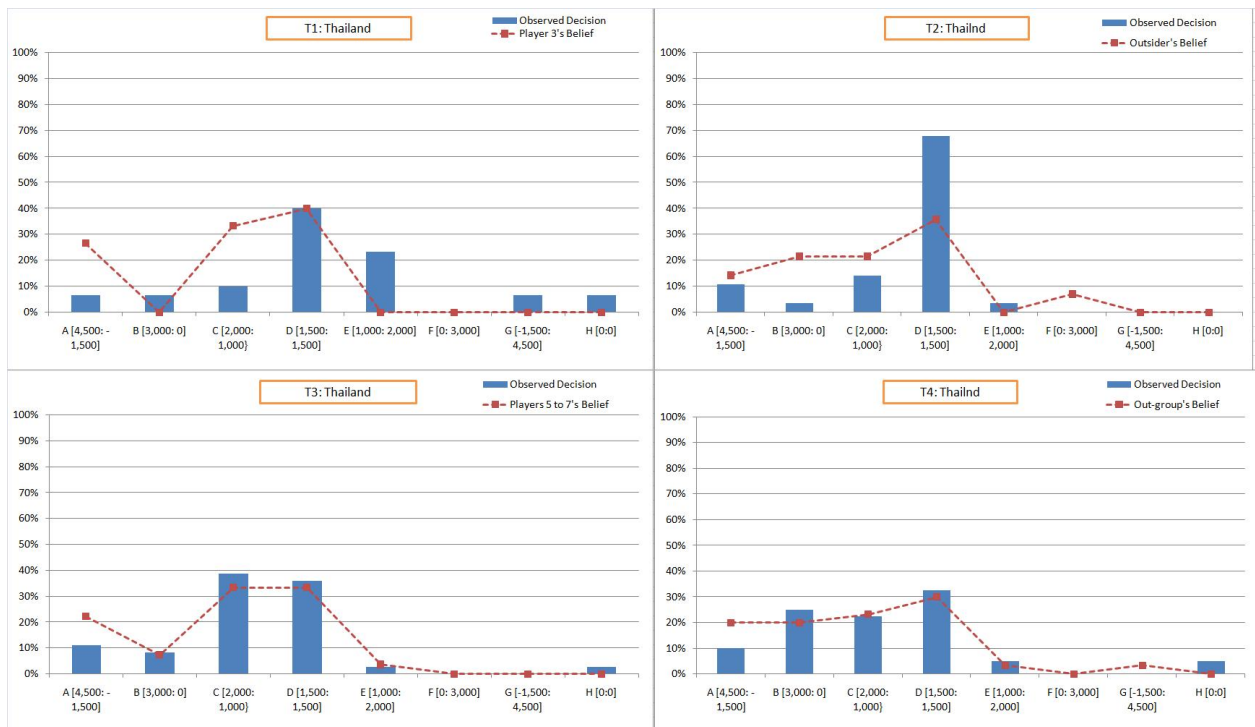 T1: Thailand
Observed Decision
Player 3's Belief
100%
90%
80%
70%
60%
50%
40%
30%
20%
10%
0%
A [4,500: -
1,500]
B [3,000: 0]
C [2,000:
1,000}
D [1,500:
1,500]
E [1,000: 2,000]
F [0: 3,000]
G [-1,500:
4,500]
H [0:0]
T2: Thailnd
Observed Decision
Outsider's Belief
100%
90%
80%
70%
60%
50%
40%
30%
20%
10%
0%
A [4,500: -
1,500]
B [3,000: 0]
C [2,000:
1,000}
D [1,500:
1,500]
E [1,000:
2,000]
F[0: 3,000]
G [-1,500:
4,500]
H [0:0]
T3: Thailand
Observed Decision
Players 5 to 7's Belief
100%
90%
80%
70%
60%
50%
40%
30%
20%
10%
0%
A [4,500: -
1,500]
B [3,000: 0]
C [2,000:
1,000}
D [1,500:
1,500]
E [1,000:
2,000]
F [0: 3,000]
G [-1,500:
4,500]
H [0:0]
T4: Thailnd
Observed Decision
Out-group's Belief
100%
90%
80%
70%
60%
50%
40%
30%
20%
10%
0%
A [4,500: -
1,500]
B [3,000: 0]
C [2,000:
1,000}
D [1,500:
1,500]
E [1,000:
2,000]
F [0: 3,000]
G [-1,500:
4,500]
H [0:0]